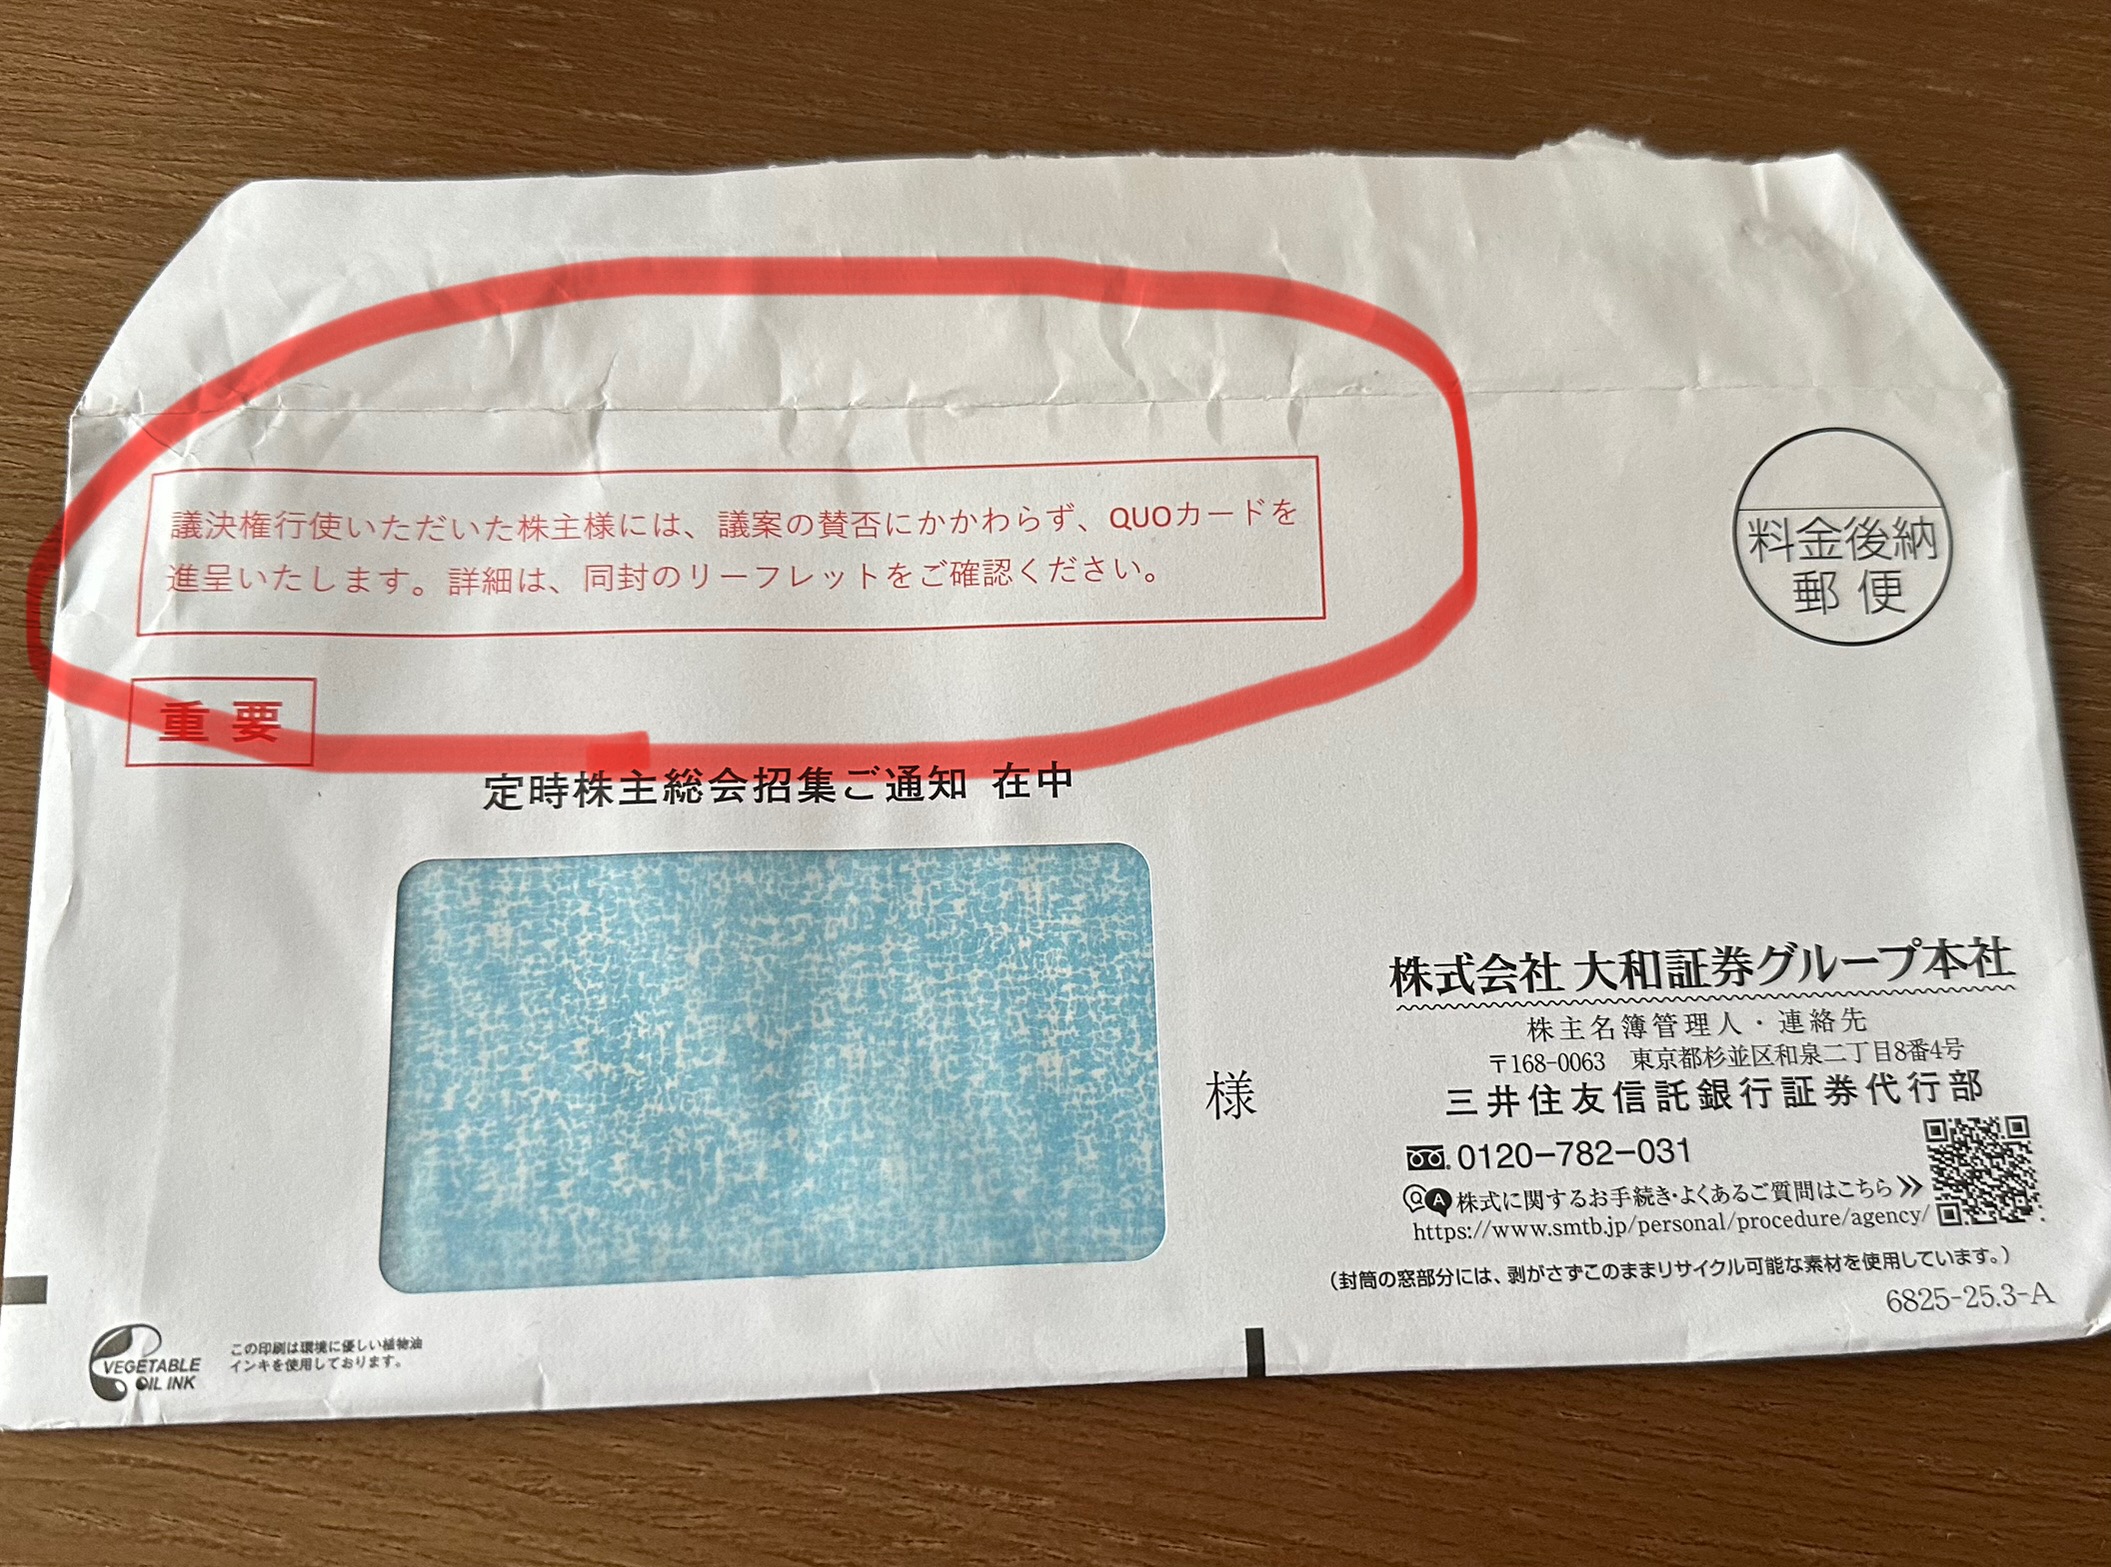 議決権行使いただいた株主様には、議案の賛否にかかわらず、QUOカードを
進呈いたします。詳細は、同封のリーフレットをご確認ください。
料金後納
郵便
重要
定時株主総会招集ご通知 在中
様
株式会社 大和証券グループ本社
株主名簿管理人・連絡先
〒168-0063 東京都杉並区和泉二丁目8番4号
三井住友信託銀行証券代行部
0120-782-031
QA 株式に関するお手続き・よくあるご質問はこちら
https://www.smtb.jp/personal/procedure/agency/
(封筒の窓部分には、剥がさずこのままリサイクル可能な素材を使用しています。)
6825-25.3-A
VEGETABLE
OIL INK
この印刷は環境に優しい植物油
インキを使用しております。